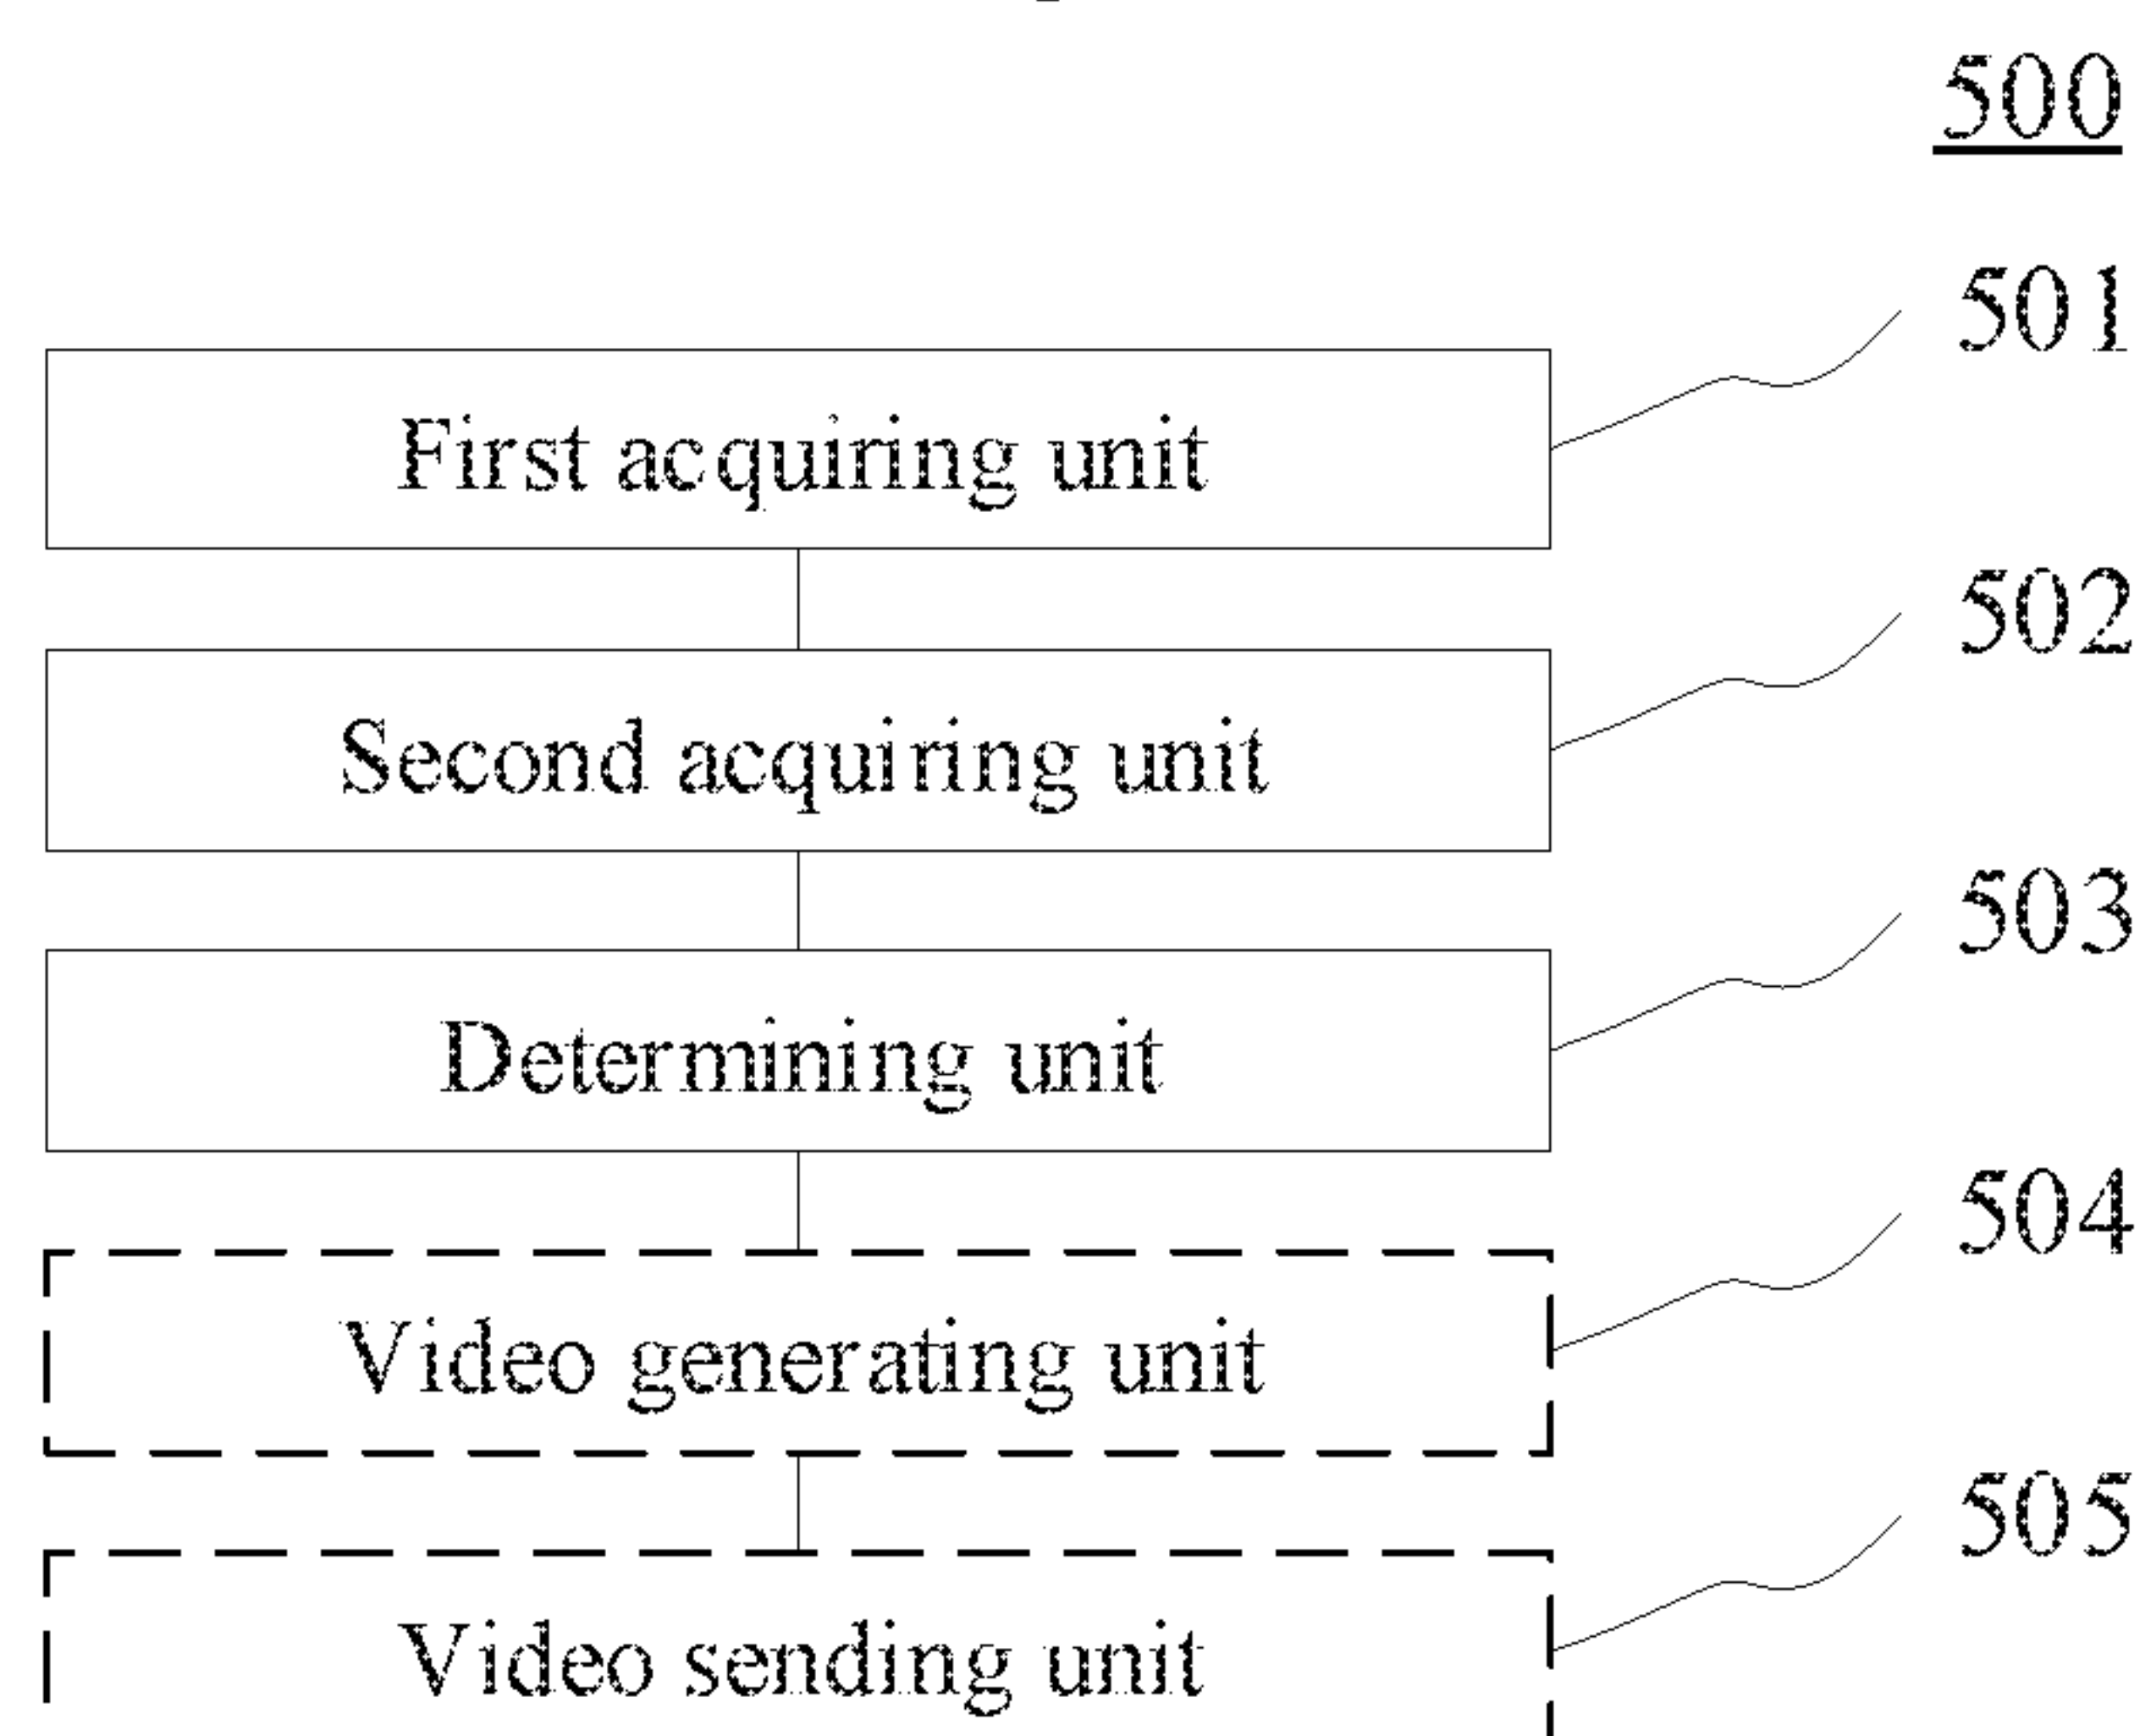 500
501
First acquiring unit
502
Second acquiring unit
503
Determining unit
504
Video generating unit
505
Video sending unit